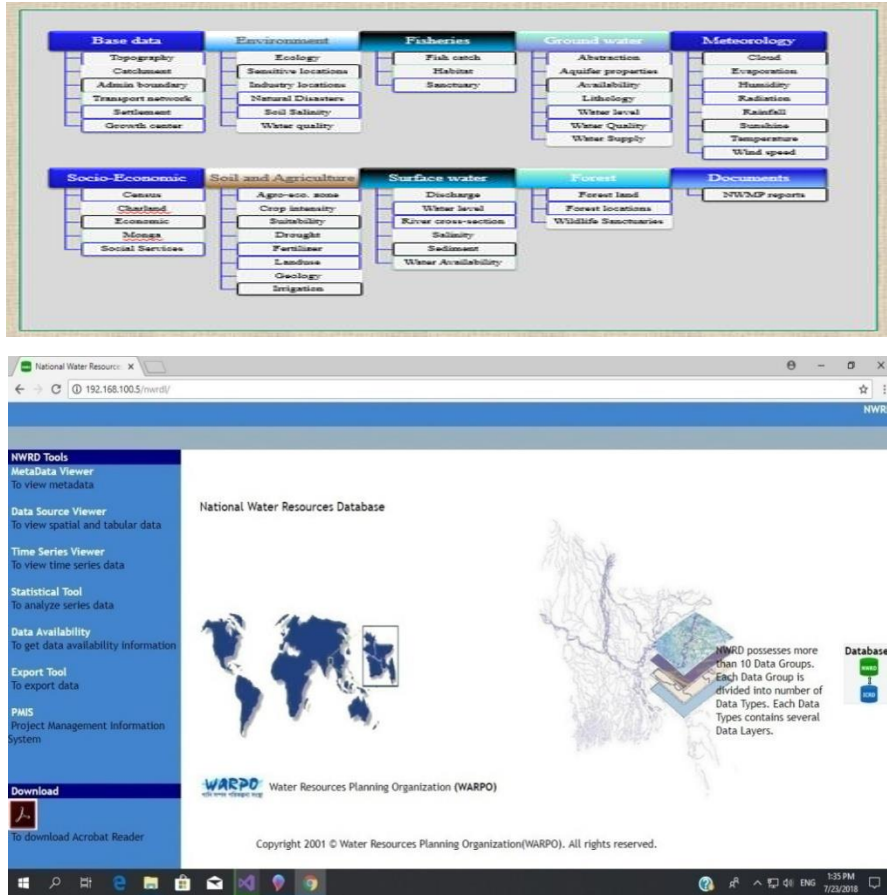 Base data
Topography
Catchment
Admin boundary
Transport network
Settlement
Growth center
Environment
Ecology
Sensitive locations
Industry locations
Natural Disasters
Soil Salinity
Water quality
Fisheries
Fish catch
Habitat
Sanctuary
Ground water
Abstraction
Aquifer properties
Availability
Lithology
Water level
Water Quality
Water Supply
Meteorology
Cloud
Evaporation
Humidity
Radiation
Rainfall
Sunshine
Temperature
Wind speed
Socio-Economic
Census
Charland
Economic
Monga
Social Services
Soil and Agriculture
Agro-eco. zone
Crop intensity
Suitability
Drought
Fertilizer
Landuse
Geology
Irrigation
Surface water
Discharge
Water level
River cross-section
Salinity
Sediment
Water Availability
Forest
Forest land
Forest locations
Wildlife Sanctuaries
Documents
NWMP reports
National Water Resource
192.168.100.5/nwrd/
NWR
NWRD Tools
MetaData Viewer
To view metadata
Data Source Viewer
To view spatial and tabular data
Time Series Viewer
To view time series data
Statistical Tool
To analyze series data
Data Availability
To get data availability information
Export Tool
To export data
PMIS
Project Management Information
System
Download
To download Acrobat Reader
National Water Resources Database
NWRD possesses more
than 10 Data Groups.
Each Data Group is
divided into number of
Data Types. Each Data
Types contains several
Data Layers.
Database
NWRD
ICRD
WARPO
Water Resources Planning Organization (WARPO)
Copyright 2001 © Water Resources Planning Organization(WARPO). All rights reserved.
ENG
1:35 PM
7/23/2018